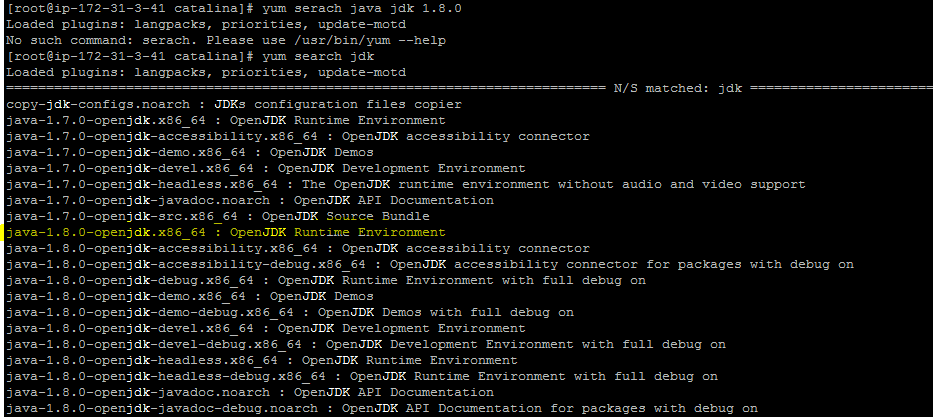 [root@ip-172-31-3-41 catalina]# yum serach java jdk 1.8.0
Loaded plugins: langpacks, priorities, update-motd
No such command: serach. Please use /usr/bin/yum --help
[root@ip-172-31-3-41 catalina]# yum search jdk
Loaded plugins: langpacks, priorities, update-motd
=========================================================================== N/S matched: jdk =======================
copy-jdk-configs.noarch : JDKs configuration files copier
java-1.7.0-openjdk.x86_64 : OpenJDK Runtime Environment
java-1.7.0-openjdk-accessibility.x86_64 : OpenJDK accessibility connector
java-1.7.0-openjdk-demo.x86_64 : OpenJDK Demos
java-1.7.0-openjdk-devel.x86_64 : OpenJDK Development Environment
java-1.7.0-openjdk-headless.x86_64 : The OpenJDK runtime environment without audio and video support
java-1.7.0-openjdk-javadoc.noarch : OpenJDK API Documentation
java-1.7.0-openjdk-src.x86_64 : OpenJDK Source Bundle
java-1.8.0-openjdk.x86_64 : OpenJDK Runtime Environment
java-1.8.0-openjdk-accessibility.x86_64 : OpenJDK accessibility connector
java-1.8.0-openjdk-accessibility-debug.x86_64 : OpenJDK accessibility connector for packages with debug on
java-1.8.0-openjdk-debug.x86_64 : OpenJDK Runtime Environment with full debug on
java-1.8.0-openjdk-demo.x86_64 : OpenJDK Demos
java-1.8.0-openjdk-demo-debug.x86_64 : OpenJDK Demos with full debug on
java-1.8.0-openjdk-devel.x86_64 : OpenJDK Development Environment
java-1.8.0-openjdk-devel-debug.x86_64 : OpenJDK Development Environment with full debug on
java-1.8.0-openjdk-headless.x86_64 : OpenJDK Runtime Environment
java-1.8.0-openjdk-headless-debug.x86_64 : OpenJDK Runtime Environment with full debug on
java-1.8.0-openjdk-javadoc.noarch : OpenJDK API Documentation
java-1.8.0-openjdk-javadoc-debug.noarch : OpenJDK API Documentation for packages with debug on